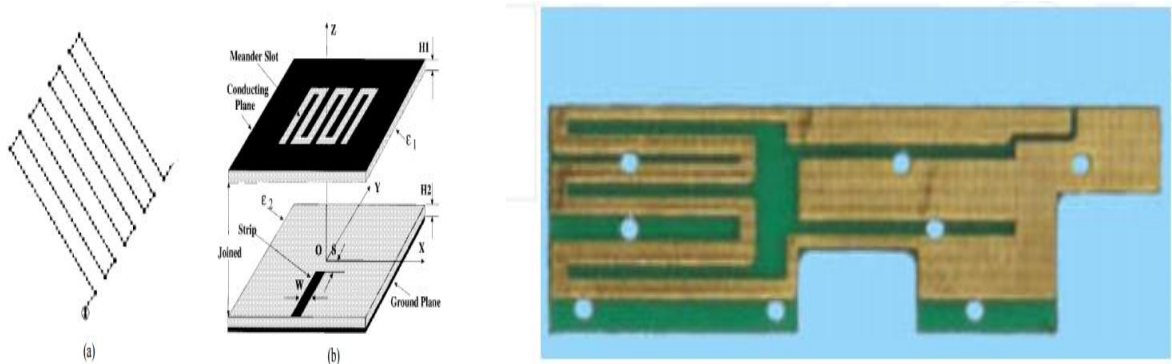 Z
H1
Meander Slot
Conducting
Plane
ε1
Y
H2
ε2
Strip
O
S
X
Joined
W
Ground Plane
(a)
(b)